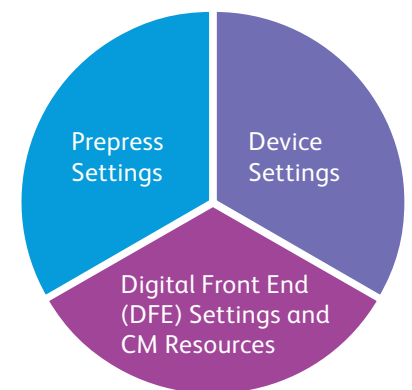 Prepress
Settings
Device
Settings
Digital Front End
(DFE) Settings and
CM Resources